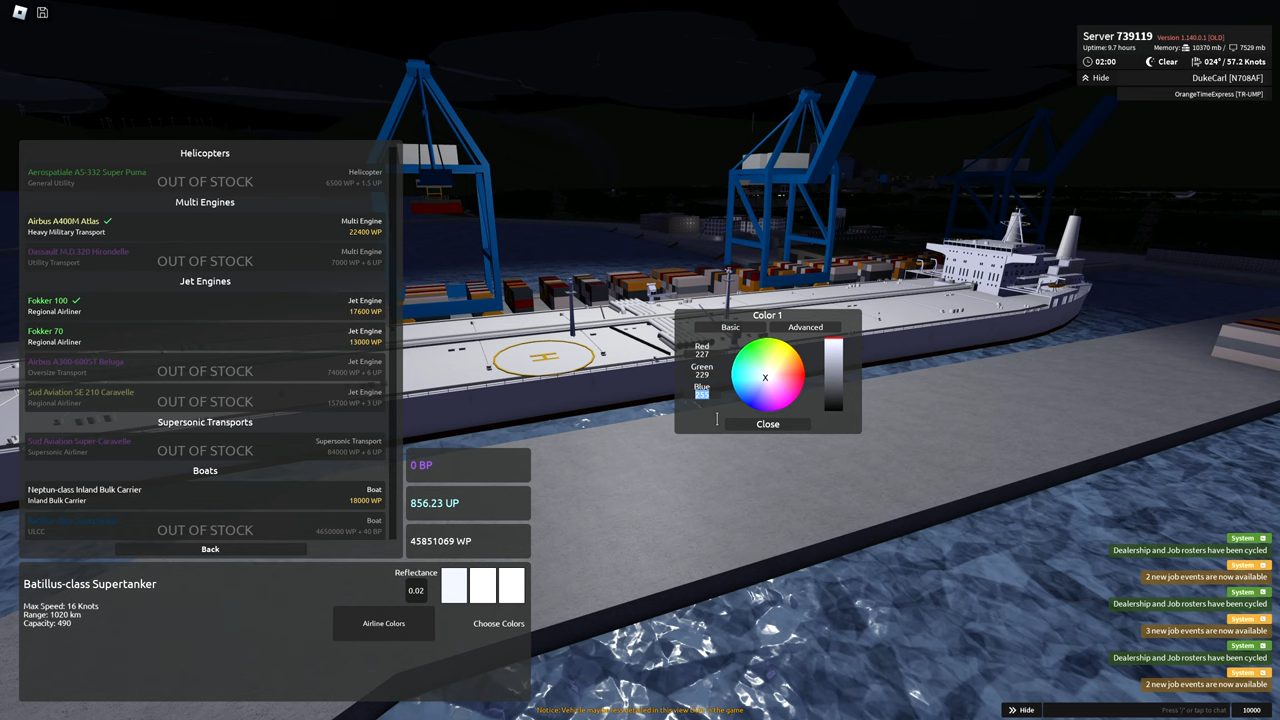 Server 739119 Version 1.140.0.1 [OLD]
Uptime: 9.7 hours Memory: 10370 mb / 7529 mb
02:00 Clear 024° / 57.2 Knots
Hide DukeCarl [N708AF]
OrangeTimeExpress [TR-UMP]
Helicopters
Aerospatiale AS-332 Super Puma Helicopter
General Utility OUT OF STOCK 6500 WP + 1.5 UP
Multi Engines
Airbus A400M Atlas Multi Engine
Heavy Military Transport 22400 WP
Dassault M.D.320 Hirondelle Multi Engine
Utility Transport OUT OF STOCK 7000 WP + 6 UP
Jet Engines
Fokker 100 Jet Engine
Regional Airliner 17600 WP
Fokker 70 Jet Engine
Regional Airliner 13000 WP
Airbus A300-600ST Beluga Jet Engine
Oversize Transport OUT OF STOCK 74000 WP + 6 UP
Sud Aviation SE 210 Caravelle Jet Engine
Regional Airliner OUT OF STOCK 15700 WP + 3 UP
Supersonic Transports
Sud Aviation Super-Caravelle Supersonic Transport
Supersonic Airliner OUT OF STOCK 84000 WP + 6 UP
Boats
Neptun-class Inland Bulk Carrier Boat
Inland Bulk Carrier 18000 WP
Batillus-class Supertanker Boat
ULCC OUT OF STOCK 4650000 WP + 40 BP
Back
0 BP
856.23 UP
45851069 WP
Batillus-class Supertanker
Max Speed: 16 Knots
Range: 1020 km
Capacity: 490
Reflectance
0.02
Airline Colors
Choose Colors
Color 1
Basic Advanced
Red
227
Green
229
Blue
255
Close
H
System
Dealership and Job rosters have been cycled
System
2 new job events are now available
System
Dealership and Job rosters have been cycled
System
3 new job events are now available
System
Dealership and Job rosters have been cycled
System
2 new job events are now available
Hide Press '/' or tap to chat 10000